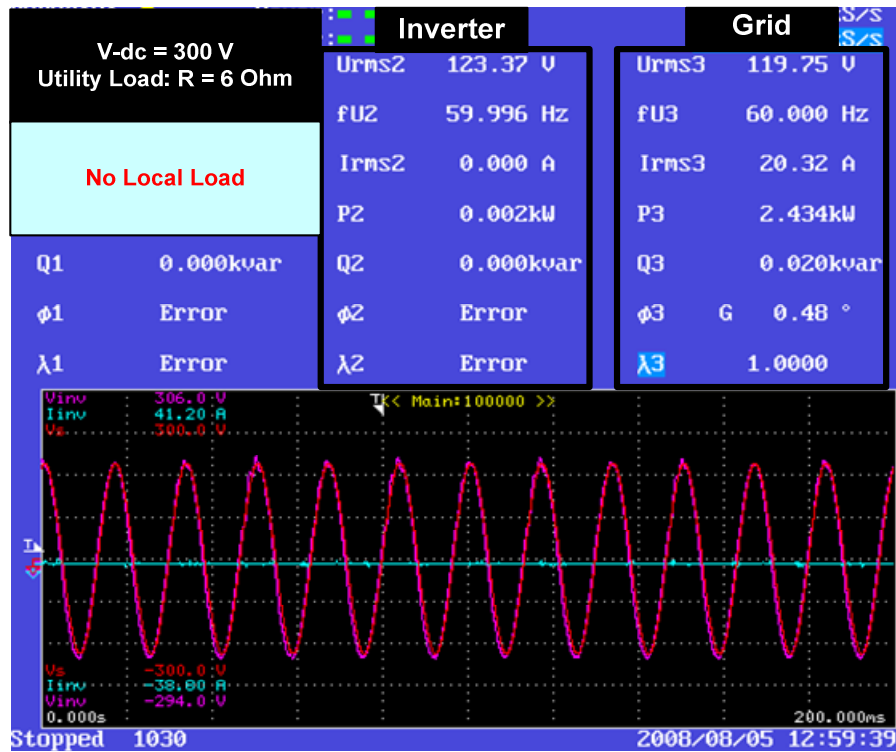 V-dc = 300 V
Utility Load: R = 6 Ohm
No Local Load
Inverter
Grid
S/s
S/s
Urms2 123.37 V
Urms3 119.75 V
fU2 59.996 Hz
fU3 60.000 Hz
Irms2 0.000 A
Irms3 20.32 A
P2 0.002kW
P3 2.434kW
Q1 0.000kvar
Q2 0.000kvar
Q3 0.020kvar
φ1 Error
φ2 Error
φ3 G 0.48 °
λ1 Error
λ2 Error
λ3 1.0000
Vinv 306.0 V
Iinv 41.20 A
Vs 300.0 V
T
<< Main:100000 >>
T
Vs -300.0 V
Iinv -38.80 A
Vinv -294.0 V
0.000s
200.000ms
Stopped 1030
2008/08/05 12:59:39